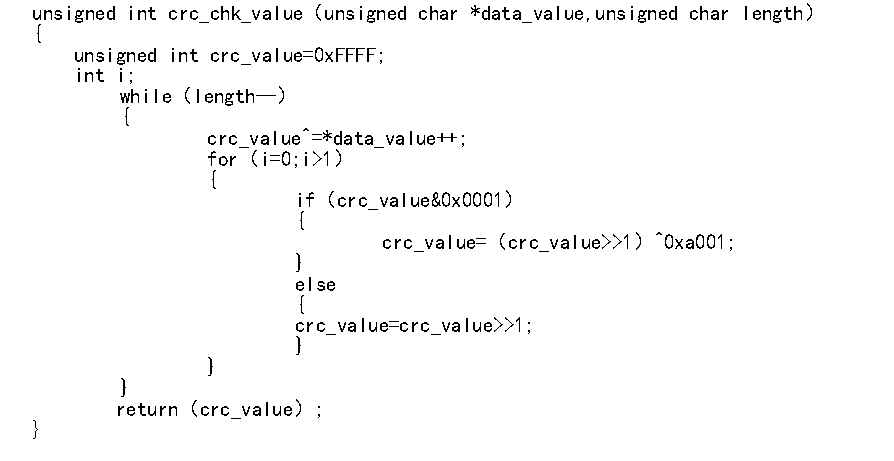 unsigned int crc_chk_value (unsigned char *data_value,unsigned char length)
{
unsigned int crc_value=0xFFFF;
int i;
while (length--)
{
crc_value^=*data_value++;
for (i=0;i>1)
{
if (crc_value&0x0001)
{
crc_value= (crc_value>>1) ^0xa001;
}
else
{
crc_value=crc_value>>1;
}
}
}
return (crc_value) ;
}